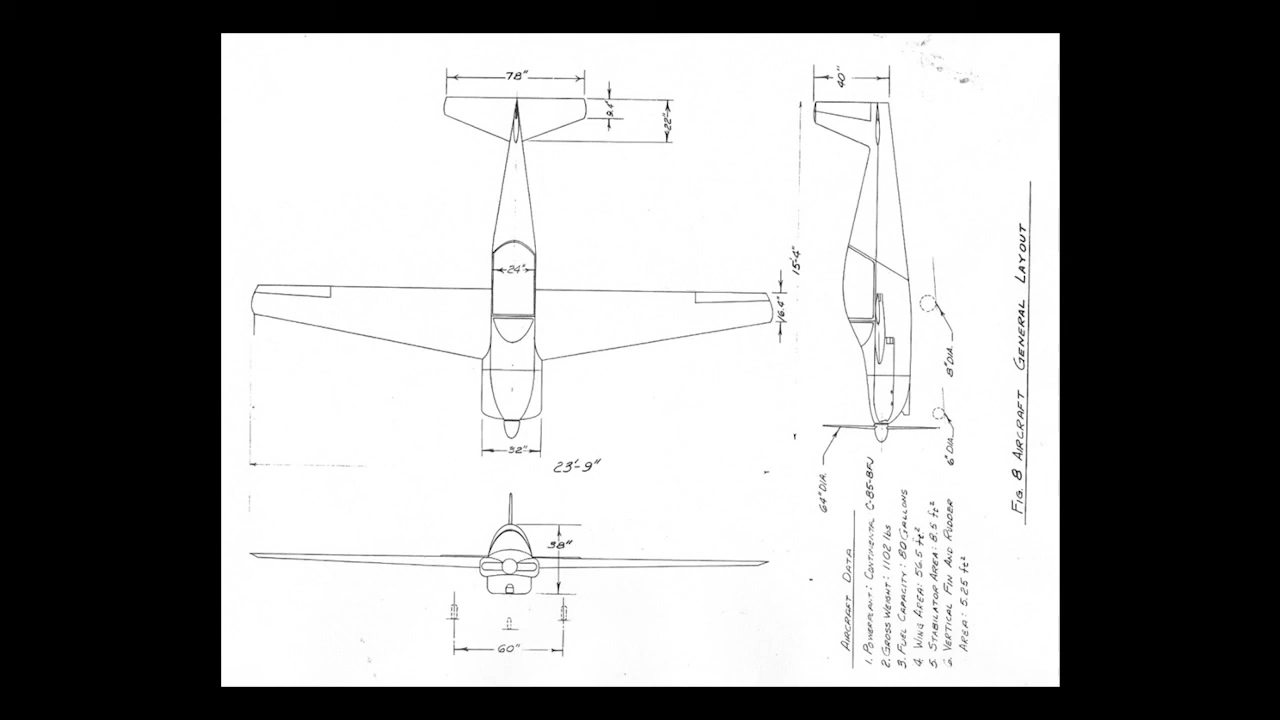 78"
9.4"
22"
40"
24"
16.4"
15'-4"
32"
23'-9"
38"
60"
8" DIA.
6" DIA.
64" DIA.
AIRCRAFT DATA
1. POWERPLANT: CONTINENTAL C-85-8FJ
2. GROSS WEIGHT: 1102 lbs
3. FUEL CAPACITY: 80 GALLONS
4. WING AREA: 56.5 ft²
5. STABILATOR AREA: 8.5 ft²
6. VERTICAL FIN AND RUDDER
AREA: 5.25 ft²
FIG. 8 AIRCRAFT GENERAL LAYOUT